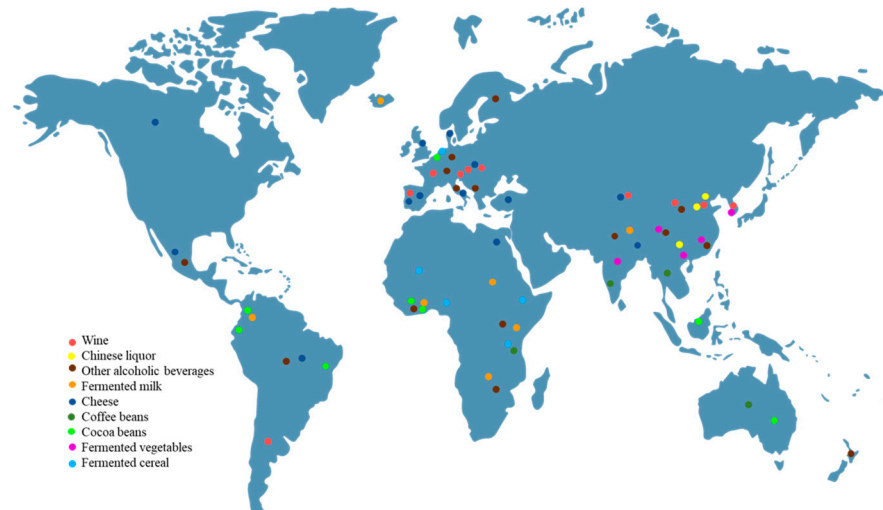 Wine
Chinese liquor
Other alcoholic beverages
Fermented milk
Cheese
Coffee beans
Cocoa beans
Fermented vegetables
Fermented cereal